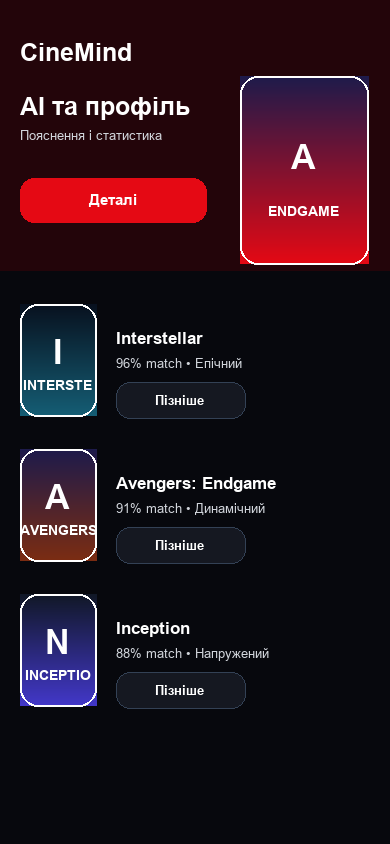 CineMind
AI та профіль
Пояснення і статистика
Деталі
A
ENDGAME
I
INTERSTE
Interstellar
96% match • Епічний
Пізніше
A
AVENGERS
Avengers: Endgame
91% match • Динамічний
Пізніше
N
INCEPTIO
Inception
88% match • Напружений
Пізніше